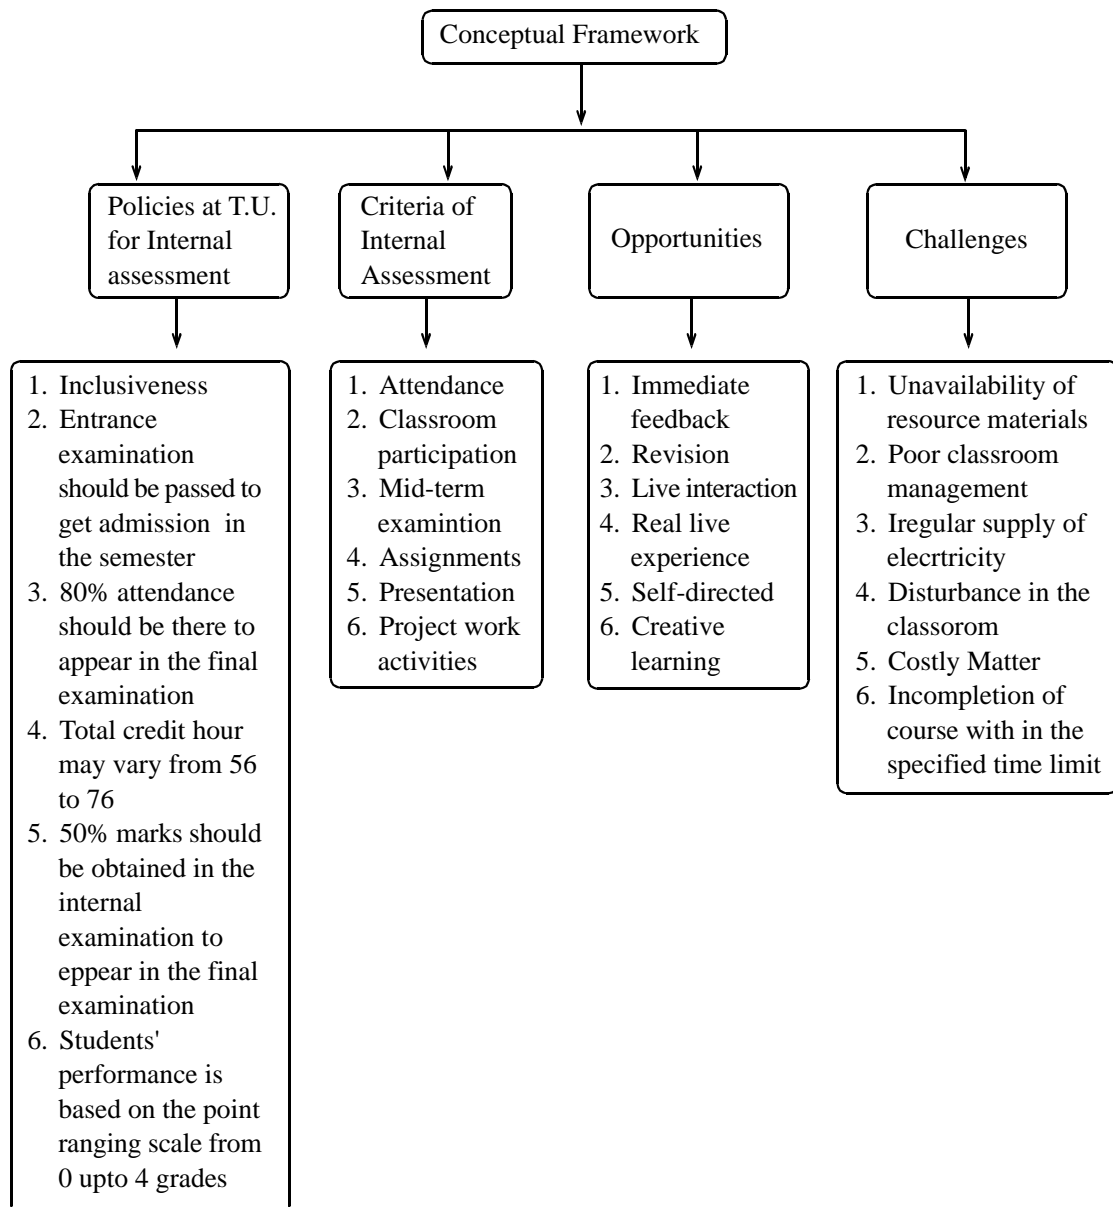 Conceptual Framework
Policies at T.U.
for Internal
assessment
Criteria of
Internal
Assessment
Opportunities
Challenges
1. Inclusiveness
2. Entrance
examination
should be passed to
get admission in
the semester
3. 80% attendance
should be there to
appear in the final
examination
4. Total credit hour
may vary from 56
to 76
5. 50% marks should
be obtained in the
internal
examination to
eppear in the final
examination
6. Students'
performance is
based on the point
ranging scale from
0 upto 4 grades
1. Attendance
2. Classroom
participation
3. Mid-term
examintion
4. Assignments
5. Presentation
6. Project work
activities
1. Immediate
feedback
2. Revision
3. Live interaction
4. Real live
experience
5. Self-directed
6. Creative
learning
1. Unavailability of
resource materials
2. Poor classroom
management
3. Iregular supply of
elecrtricity
4. Disturbance in the
classorom
5. Costly Matter
6. Incompletion of
course with in the
specified time limit